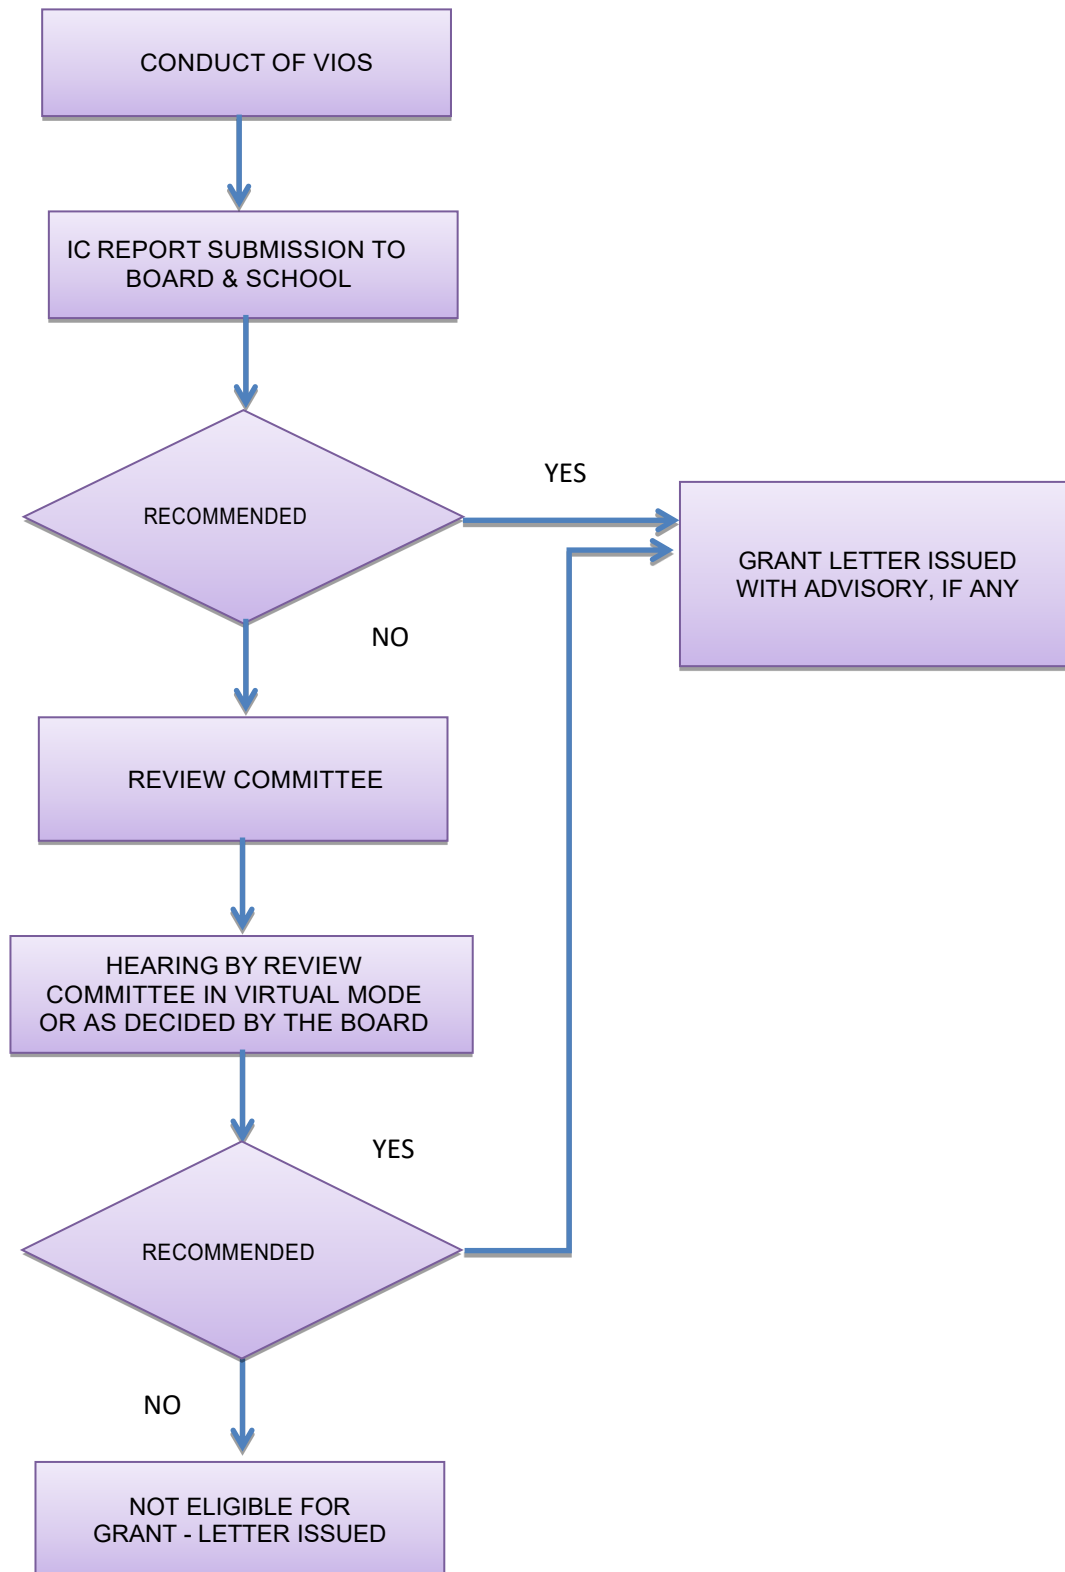 CONDUCT OF VIOS
IC REPORT SUBMISSION TO
BOARD & SCHOOL
RECOMMENDED
YES
GRANT LETTER ISSUED
WITH ADVISORY, IF ANY
NO
REVIEW COMMITTEE
HEARING BY REVIEW
COMMITTEE IN VIRTUAL MODE
OR AS DECIDED BY THE BOARD
YES
RECOMMENDED
NO
NOT ELIGIBLE FOR
GRANT - LETTER ISSUED